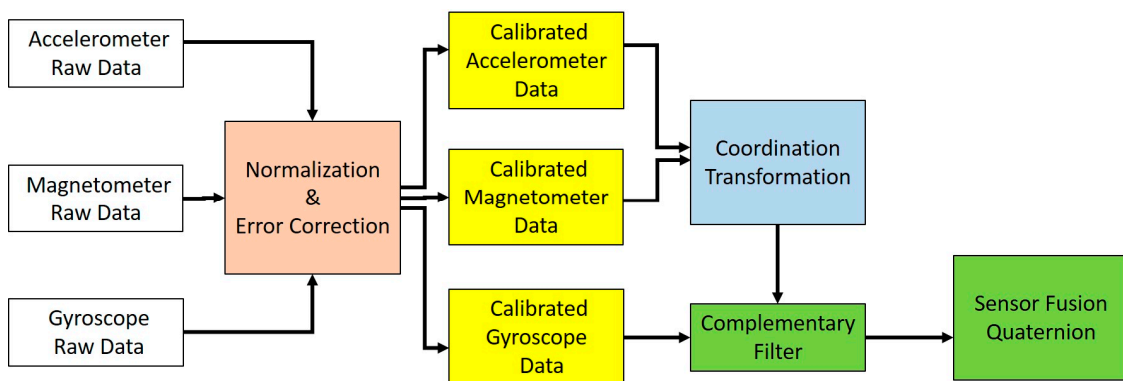 Accelerometer
Raw Data
Magnetometer
Raw Data
Gyroscope
Raw Data
Normalization
&
Error Correction
Calibrated
Accelerometer
Data
Calibrated
Magnetometer
Data
Calibrated
Gyroscope
Data
Coordination
Transformation
Complementary
Filter
Sensor Fusion
Quaternion